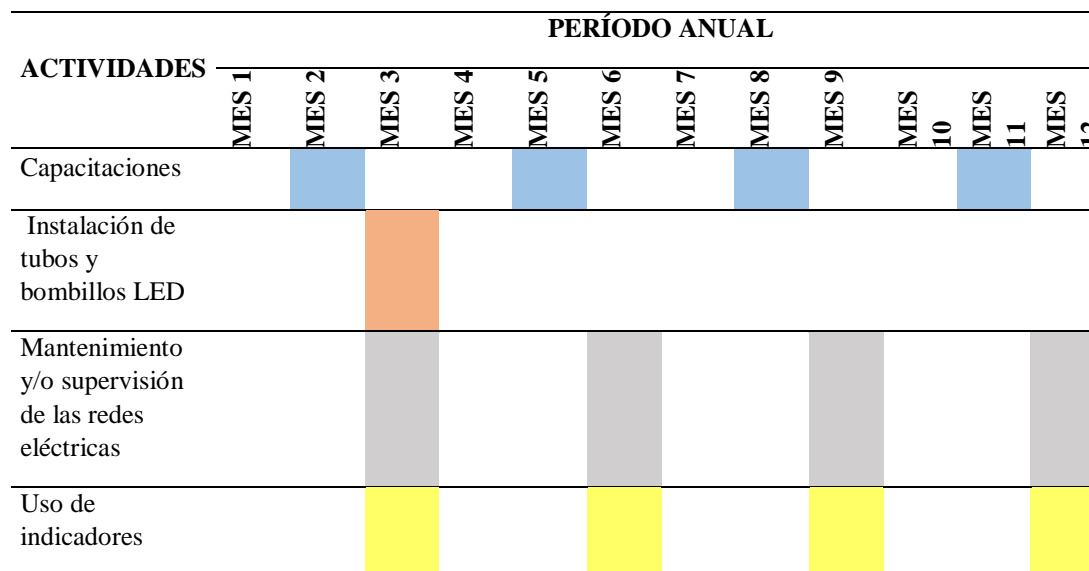 PERÍODO ANUAL
ACTIVIDADES
MES 1
MES 2
MES 3
MES 4
MES 5
MES 6
MES 7
MES 8
MES 9
MES
10
MES
11
MES
12
Capacitaciones
Instalación de
tubos y
bombillos LED
Mantenimiento
y/o supervisión
de las redes
eléctricas
Uso de
indicadores